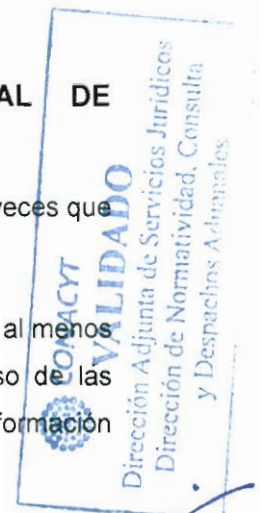 AL DE
veces que
al menos
so de las
formación
CONACYT
VALIDADO
Dirección Adjunta de Servicios Jurídicos
Dirección de Normatividad, Consulta
y Despachos Aduanales